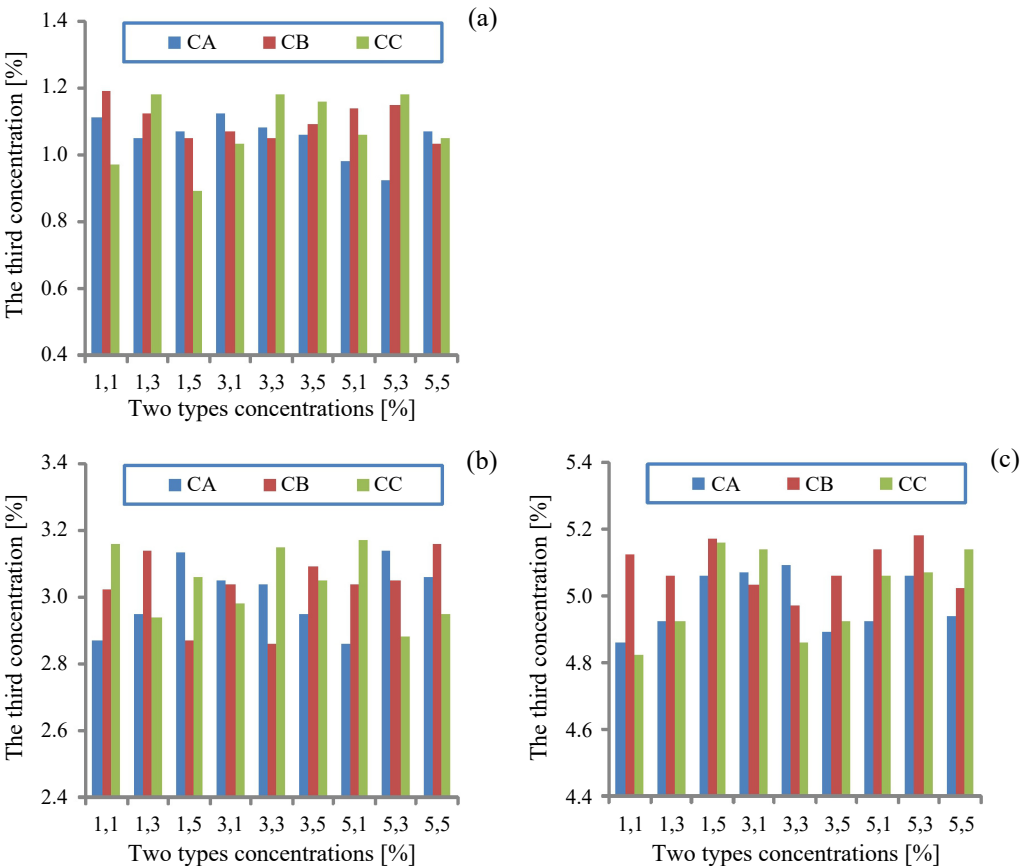 (a)
CA CB CC
The third concentration [%]
1.4
1.2
1.0
0.8
0.6
0.4
1,1 1,3 1,5 3,1 3,3 3,5 5,1 5,3 5,5
Two types concentrations [%]
(b)
CA CB CC
The third concentration [%]
3.4
3.2
3.0
2.8
2.6
2.4
1,1 1,3 1,5 3,1 3,3 3,5 5,1 5,3 5,5
Two types concentrations [%]
(c)
CA CB CC
The third concentration [%]
5.4
5.2
5.0
4.8
4.6
4.4
1,1 1,3 1,5 3,1 3,3 3,5 5,1 5,3 5,5
Two types concentrations [%]